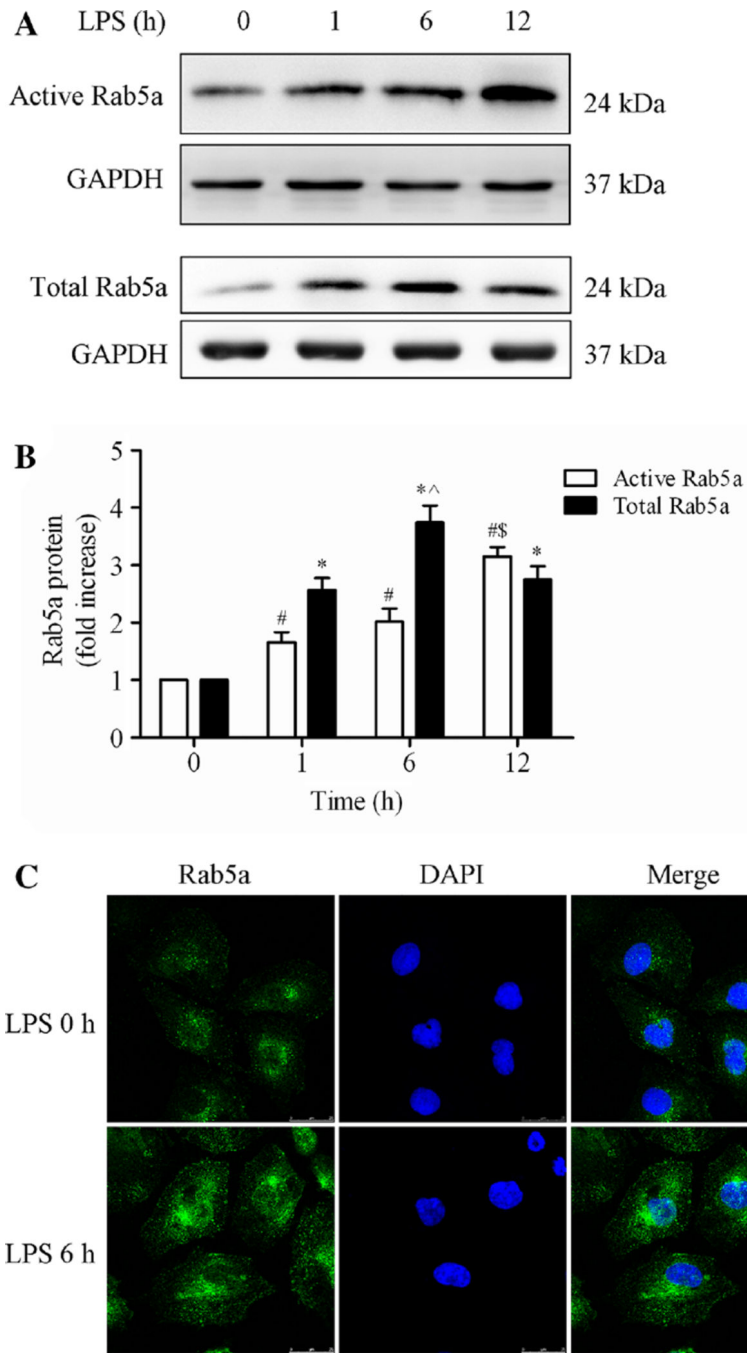 A LPS (h) 0 1 6 12
Active Rab5a 24 kDa
GAPDH 37 kDa
Total Rab5a 24 kDa
GAPDH 37 kDa
B
Rab5a protein
(fold increase)
5
4
3
2
1
0
# * # *^ #$ *
Active Rab5a
Total Rab5a
0 1 6 12
Time (h)
C Rab5a DAPI Merge
LPS 0 h
LPS 6 h